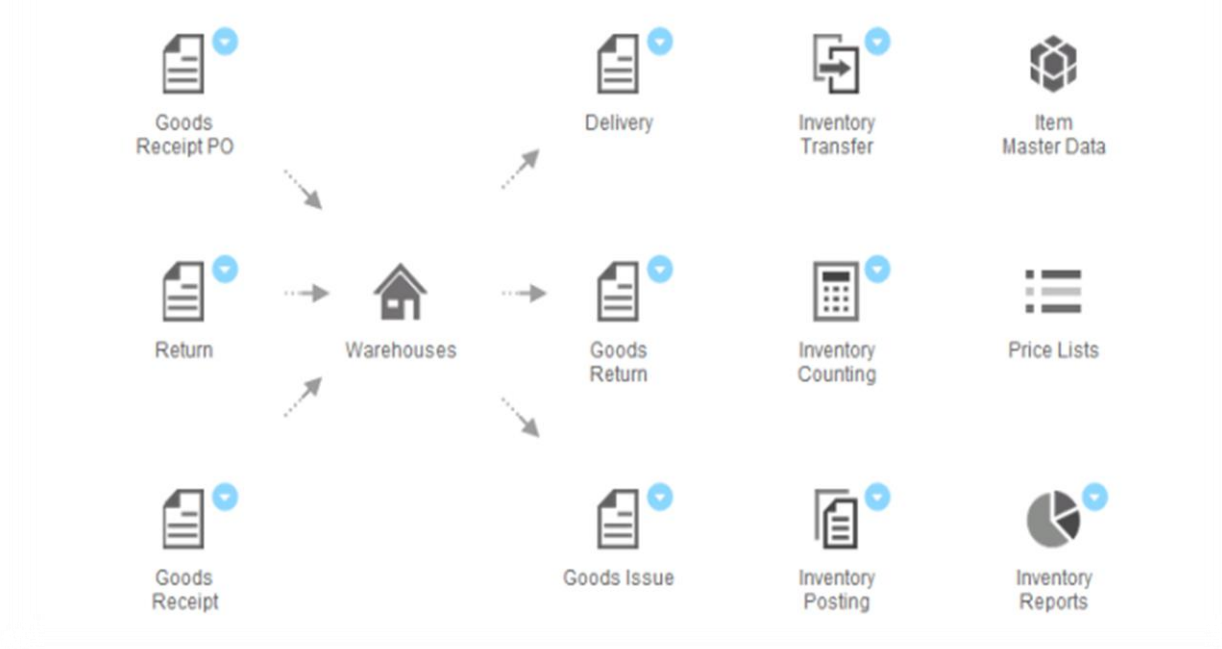 Goods
Receipt PO
Delivery
Inventory
Transfer
Item
Master Data
Return
Warehouses
Goods
Return
Inventory
Counting
Price Lists
Goods
Receipt
Goods Issue
Inventory
Posting
Inventory
Reports